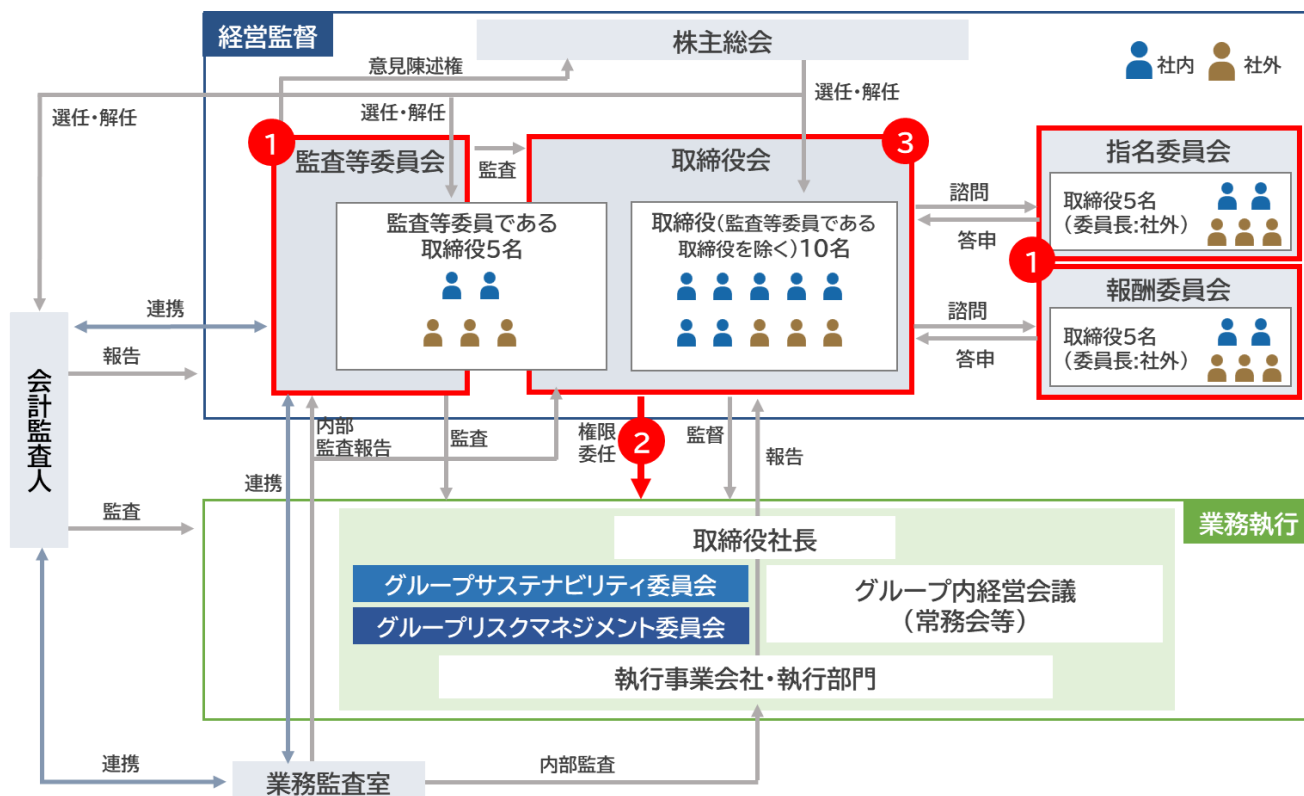 経営監督
株主総会
社内
社外
意見陳述権
選任・解任
選任・解任
選任・解任
1
監査等委員会
監査
取締役会
3
指名委員会
取締役5名
(委員長:社外)
諮問
答申
監査等委員である
取締役5名
取締役(監査等委員である
取締役を除く)10名
1
報酬委員会
取締役5名
(委員長:社外)
諮問
答申
連携
報告
会計監査人
内部
監査報告
監査
権限
委任
2
監督
報告
連携
監査
業務執行
取締役社長
グループサステナビリティ委員会
グループリスクマネジメント委員会
グループ内経営会議
(常務会等)
執行事業会社・執行部門
連携
業務監査室
内部監査